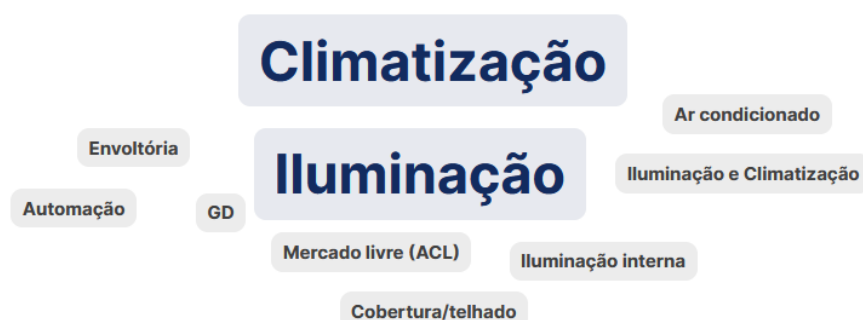 Climatização
Ar condicionado
Envoltória
Iluminação
Iluminação e Climatização
Automação
GD
Mercado livre (ACL)
Iluminação interna
Cobertura/telhado